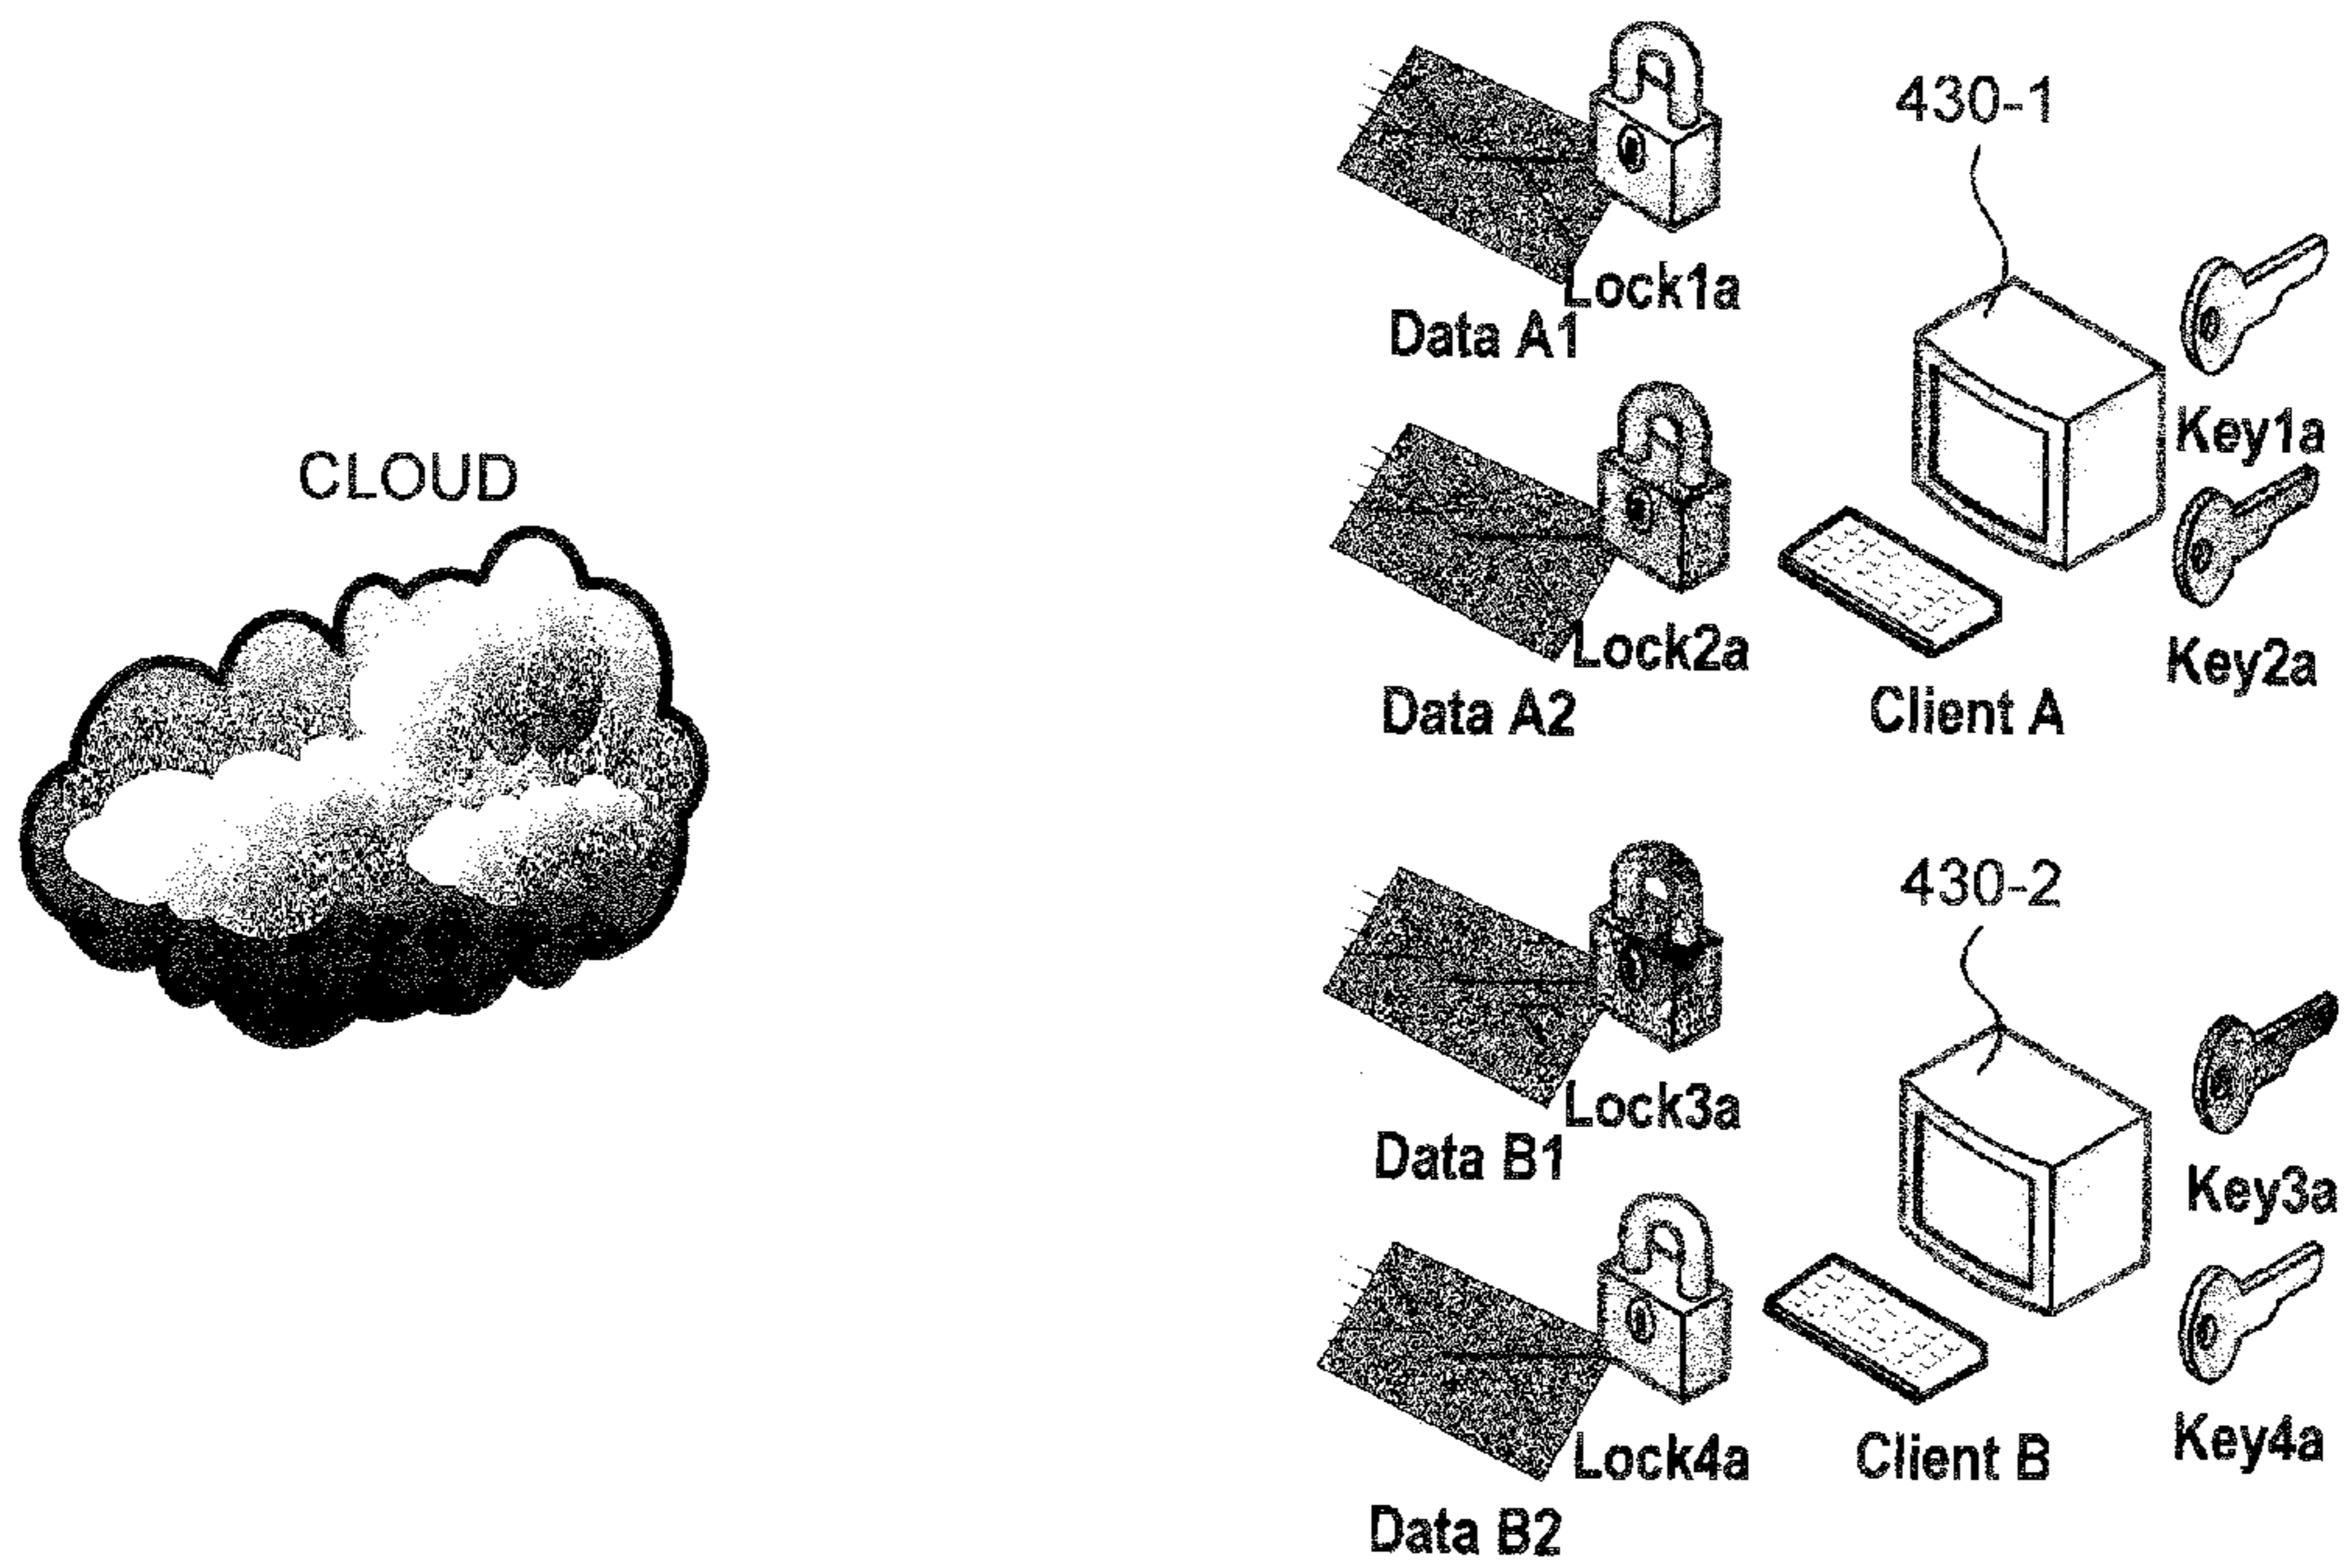 CLOUD
430-1
Lock1a
Data A1
Key1a
Lock2a
Key2a
Data A2
Client A
430-2
Lock3a
Data B1
Key3a
Lock4a
Client B
Key4a
Data B2